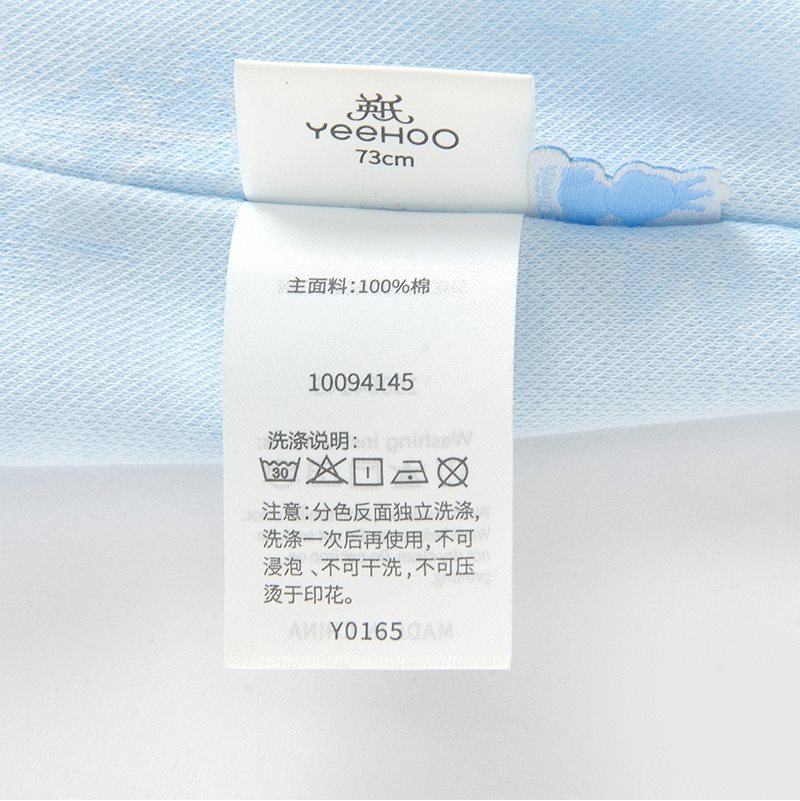 YeeHOO
73cm
主面料:100%棉
10094145
洗涤说明:
30
注意:分色反面独立洗涤,
洗涤一次后再使用,不可
浸泡、不可干洗,不可压
烫于印花。
Y0165